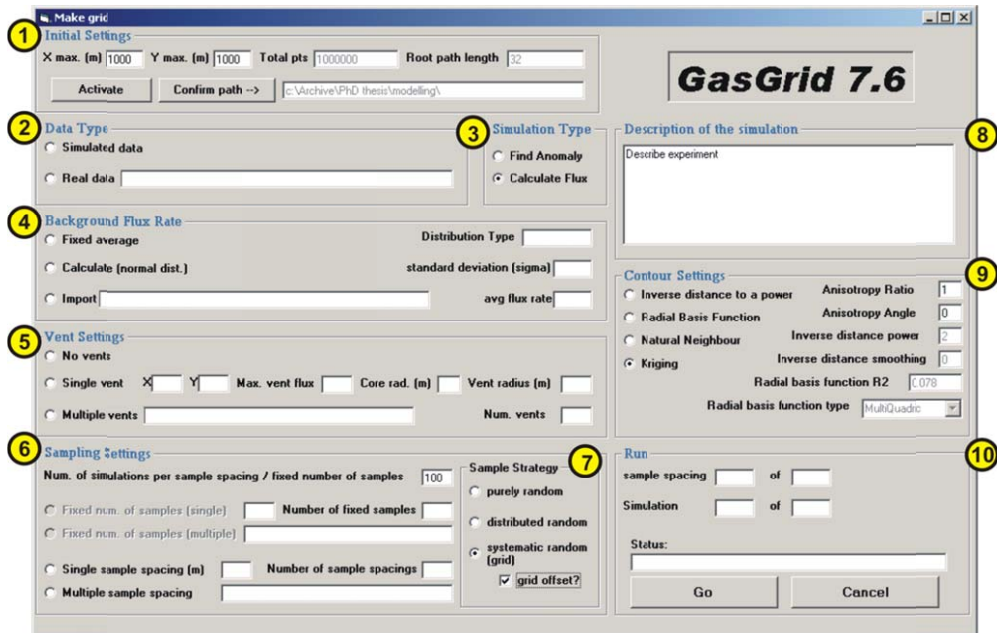 Make grid
1
Initial Settings
X max. (m) 1000 Y max. (m) 1000 Total pts 1000000 Root path length 32
Activate Confirm path --> c:\Archive\PhD thesis\modelling\
GasGrid 7.6
2
Data Type
Simulated data
Real data
3
Simulation Type
Find Anomaly
Calculate Flux
Description of the simulation
8
Describe experiment
4
Background Flux Rate
Fixed average Distribution Type
Calculate (normal dist.) standard deviation (sigma)
Import avg flux rate
5
Vent Settings
No vents
Single vent X Y Max. vent flux Core rad. (m) Vent radius (m)
Multiple vents Num. vents
Contour Settings
9
Inverse distance to a power Anisotropy Ratio 1
Radial Basis Function Anisotropy Angle 0
Natural Neighbour Inverse distance power 2
Kriging Inverse distance smoothing 0
Radial basis function R2 0.078
Radial basis function type MultiQuadric
6
Sampling Settings
Num. of simulations per sample spacing / fixed number of samples 100
Fixed num. of samples (single) Number of fixed samples
Fixed num. of samples (multiple)
Single sample spacing (m) Number of sample spacings
Multiple sample spacing
7
Sample Strategy
purely random
distributed random
systematic random
(grid)
grid offset?
Run
10
sample spacing of
Simulation of
Status:
Go Cancel